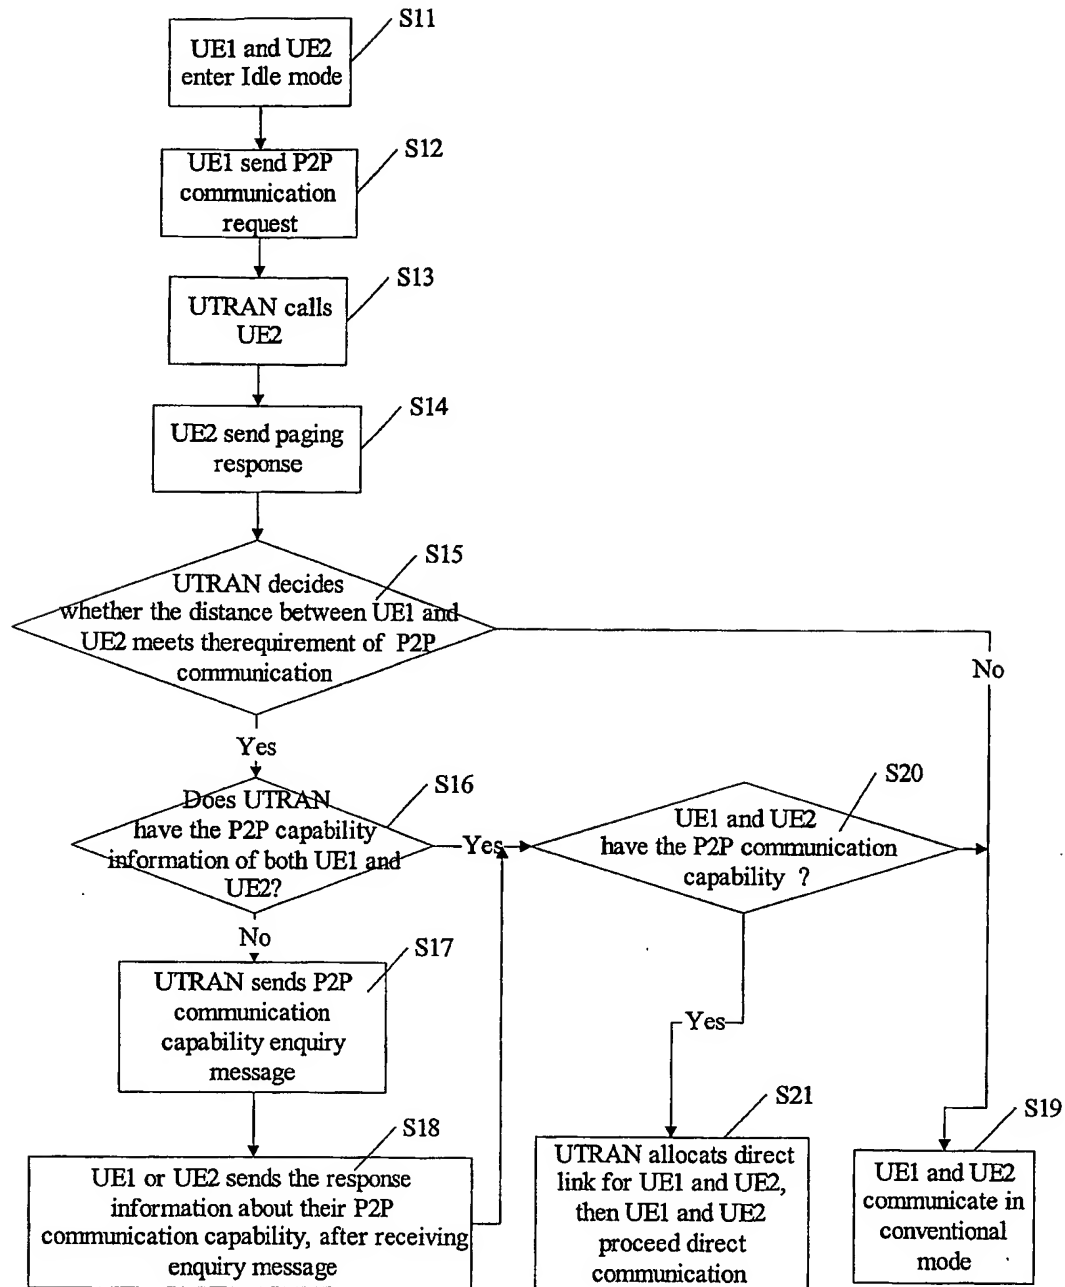 S11
UE1 and UE2
enter Idle mode
S12
UE1 send P2P
communication
request
S13
UTRAN calls
UE2
S14
UE2 send paging
response
S15
UTRAN decides
whether the distance between UE1 and
UE2 meets therequirement of P2P
communication
No
Yes
S16
Does UTRAN
have the P2P capability
information of both UE1 and
UE2?
Yes
S20
UE1 and UE2
have the P2P communication
capability ?
No
S17
UTRAN sends P2P
communication
capability enquiry
message
Yes
S18
UE1 or UE2 sends the response
information about their P2P
communication capability, after receiving
enquiry message
S21
UTRAN allocats direct
link for UE1 and UE2,
then UE1 and UE2
proceed direct
communication
S19
UE1 and UE2
communicate in
conventional
mode